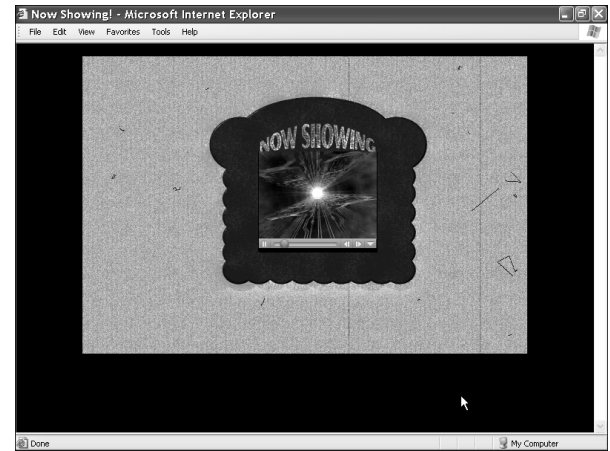 Now Showing! - Microsoft Internet Explorer
File Edit View Favorites Tools Help
NOW SHOWING
Done My Computer